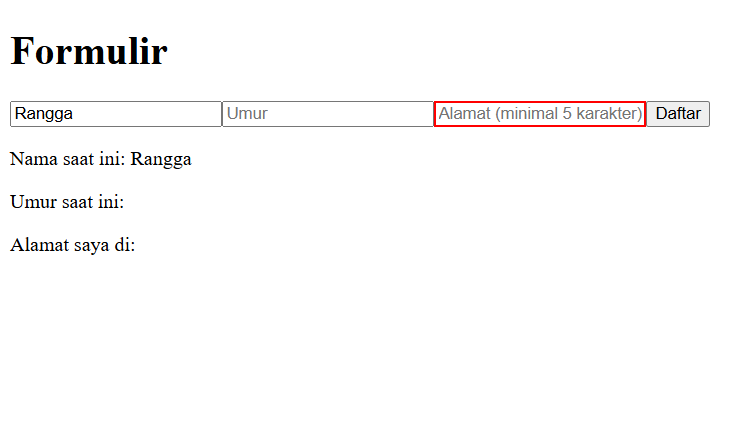 Formulir
Rangga Umur Alamat (minimal 5 karakter) Daftar
Nama saat ini: Rangga
Umur saat ini:
Alamat saya di: